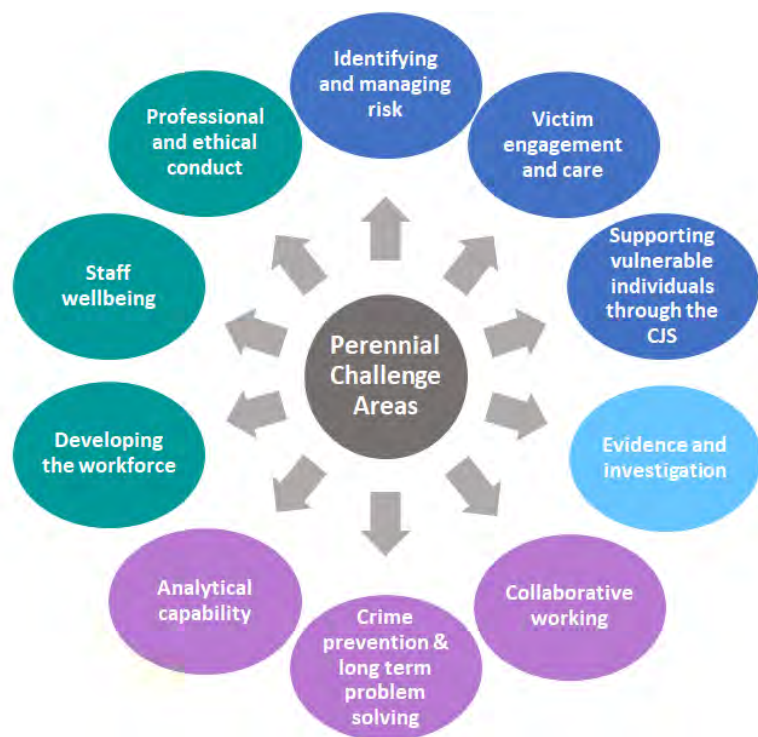 Perennial
Challenge
Areas
Identifying
and managing
risk
Victim
engagement
and care
Supporting
vulnerable
individuals
through the
CJS
Evidence and
investigation
Collaborative
working
Crime
prevention &
long term
problem
solving
Analytical
capability
Developing
the workforce
Staff
wellbeing
Professional
and ethical
conduct